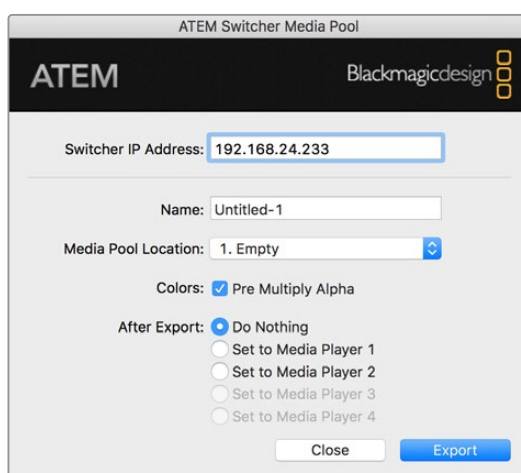 ATEM Switcher Media Pool
ATEM
Blackmagicdesign
Switcher IP Address: 192.168.24.233
Name: Untitled-1
Media Pool Location: 1. Empty
Colors: Pre Multiply Alpha
After Export: Do Nothing
Set to Media Player 1
Set to Media Player 2
Set to Media Player 3
Set to Media Player 4
Close Export